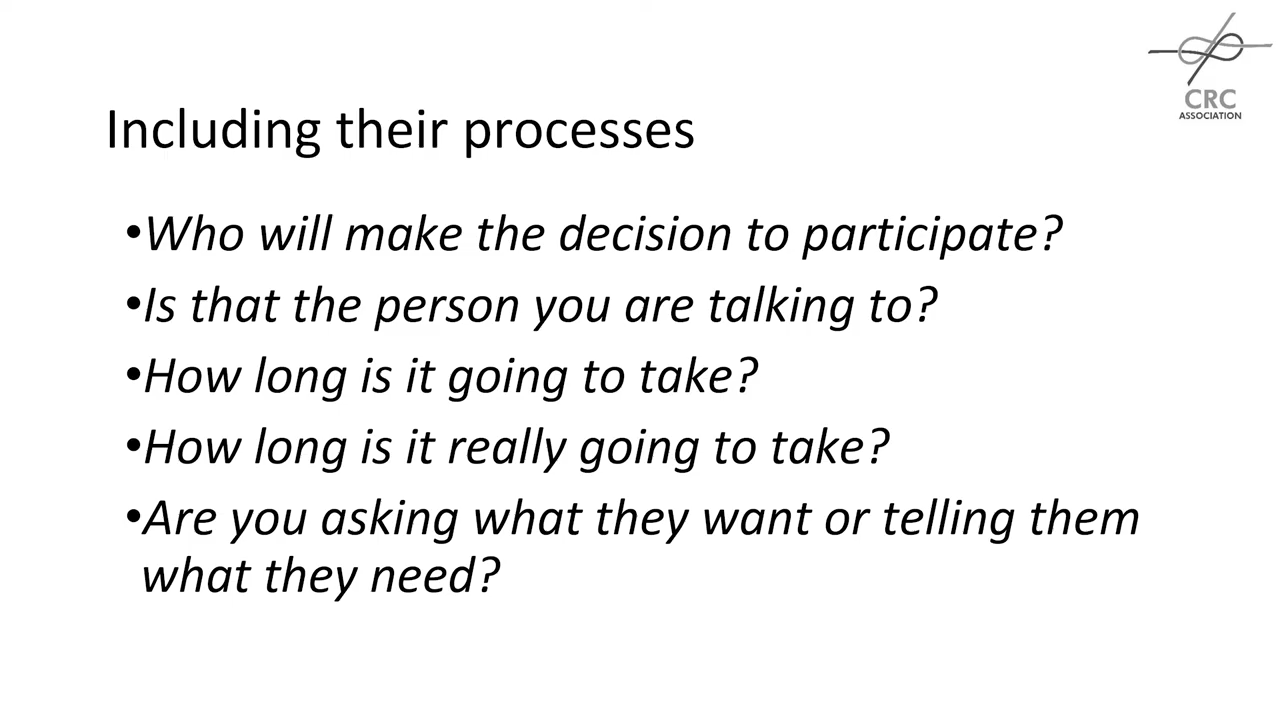 CRC
ASSOCIATION
Including their processes
•Who will make the decision to participate?
•Is that the person you are talking to?
•How long is it going to take?
•How long is it really going to take?
•Are you asking what they want or telling them
what they need?